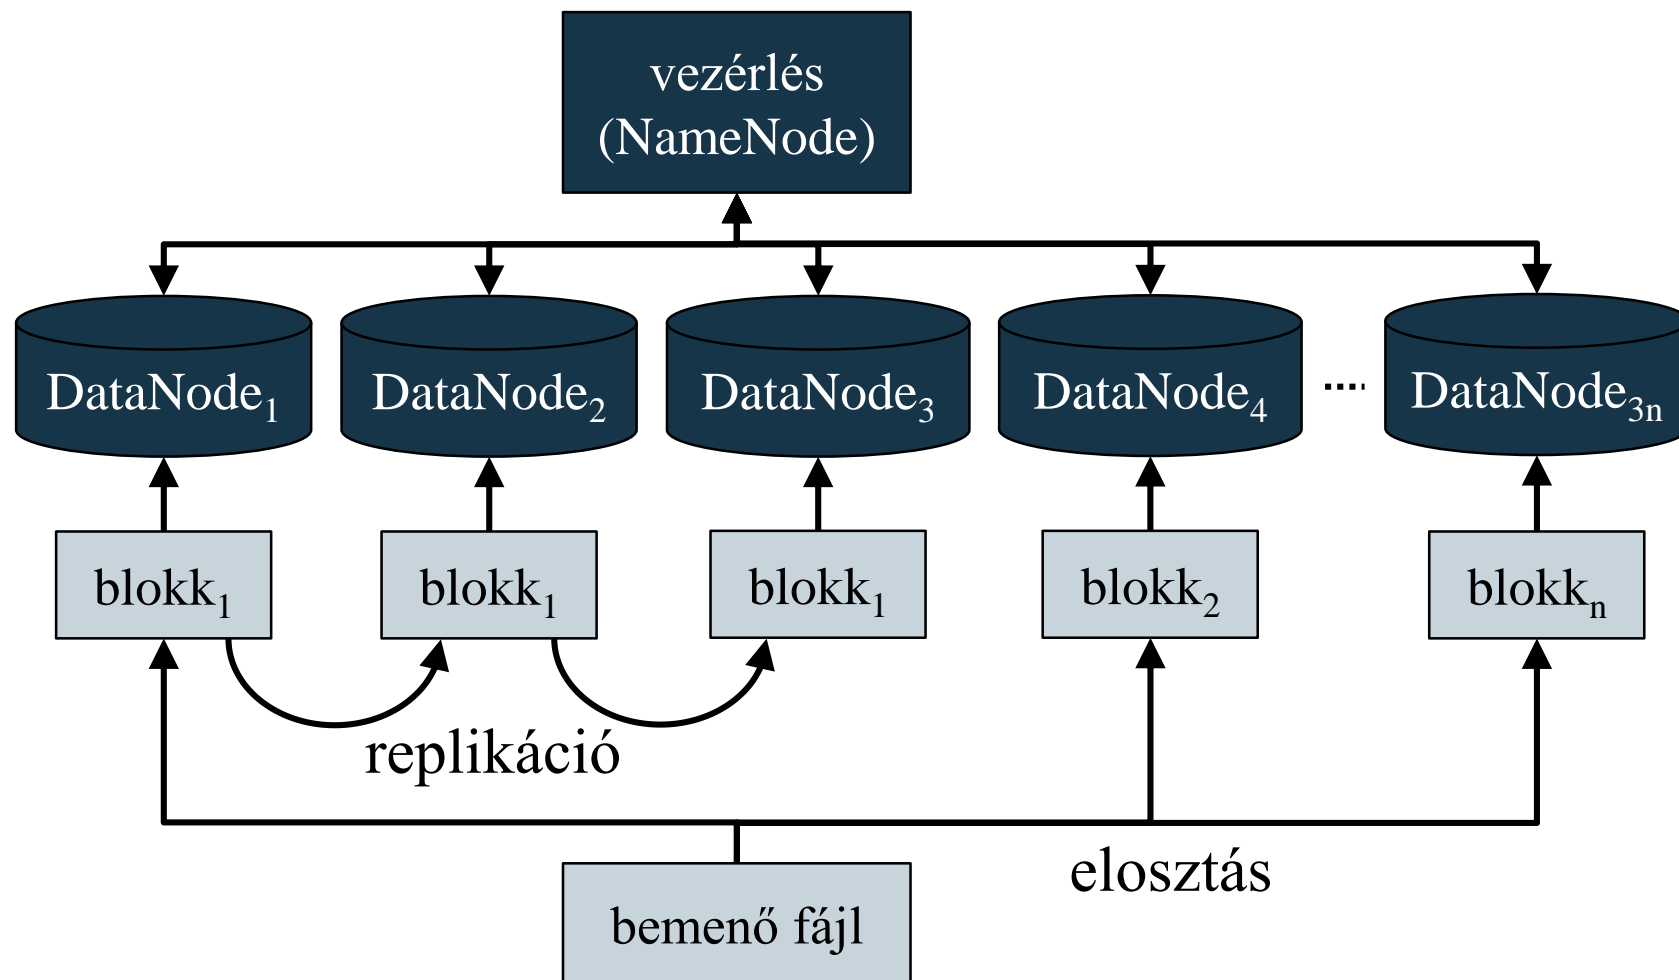 vezérlés
(NameNode)
DataNode₁
DataNode₂
DataNode₃
DataNode₄
DataNode₃ₙ
blokk₁
blokk₁
blokk₁
blokk₂
blokkₙ
replikáció
elosztás
bemenő fájl